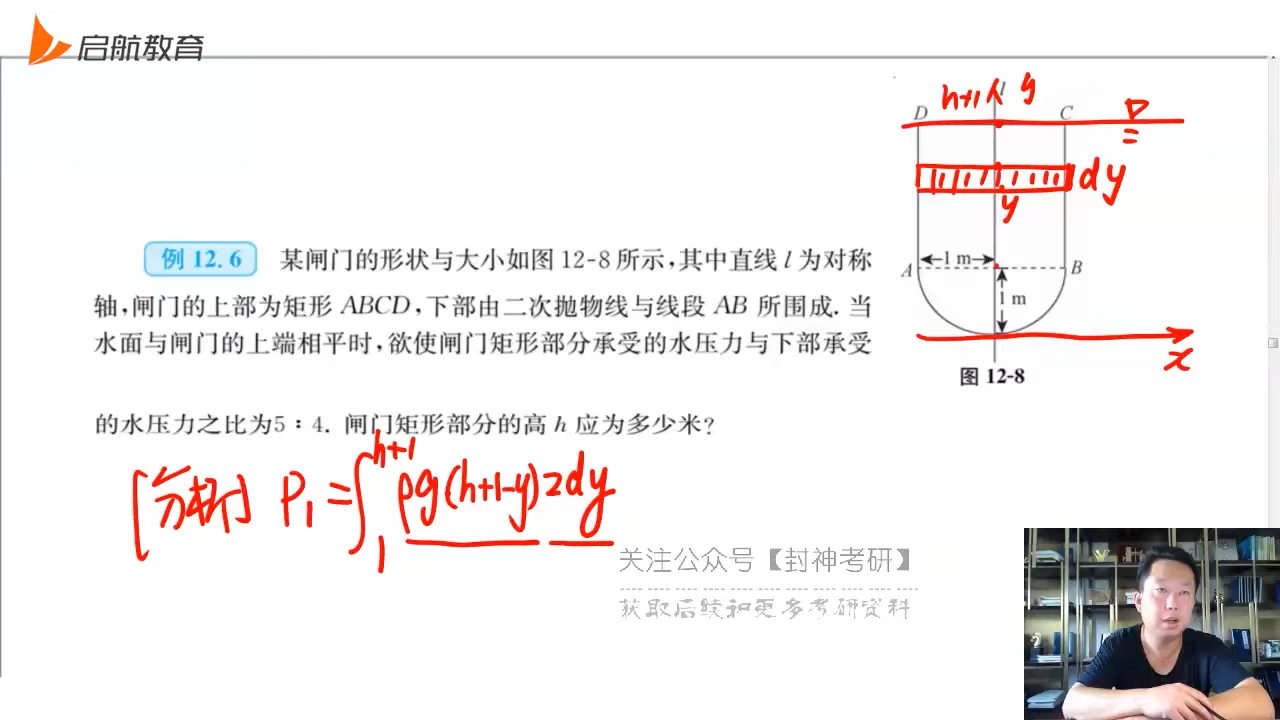 启航教育
h+1 y
D C
dy
y
例 12.6 某闸门的形状与大小如图 12-8 所示,其中直线 l 为对称
轴,闸门的上部为矩形 ABCD,下部由二次抛物线与线段 AB 所围成. 当
水面与闸门的上端相平时,欲使闸门矩形部分承受的水压力与下部承受
的水压力之比为5∶4. 闸门矩形部分的高 h 应为多少米?
A 1 m B
1 m
x
图 12-8
[分析] P₁=∫₁ʰ⁺¹ ρg(h+1-y)2dy
关注公众号【封神考研】
获取后续和更多考研资料